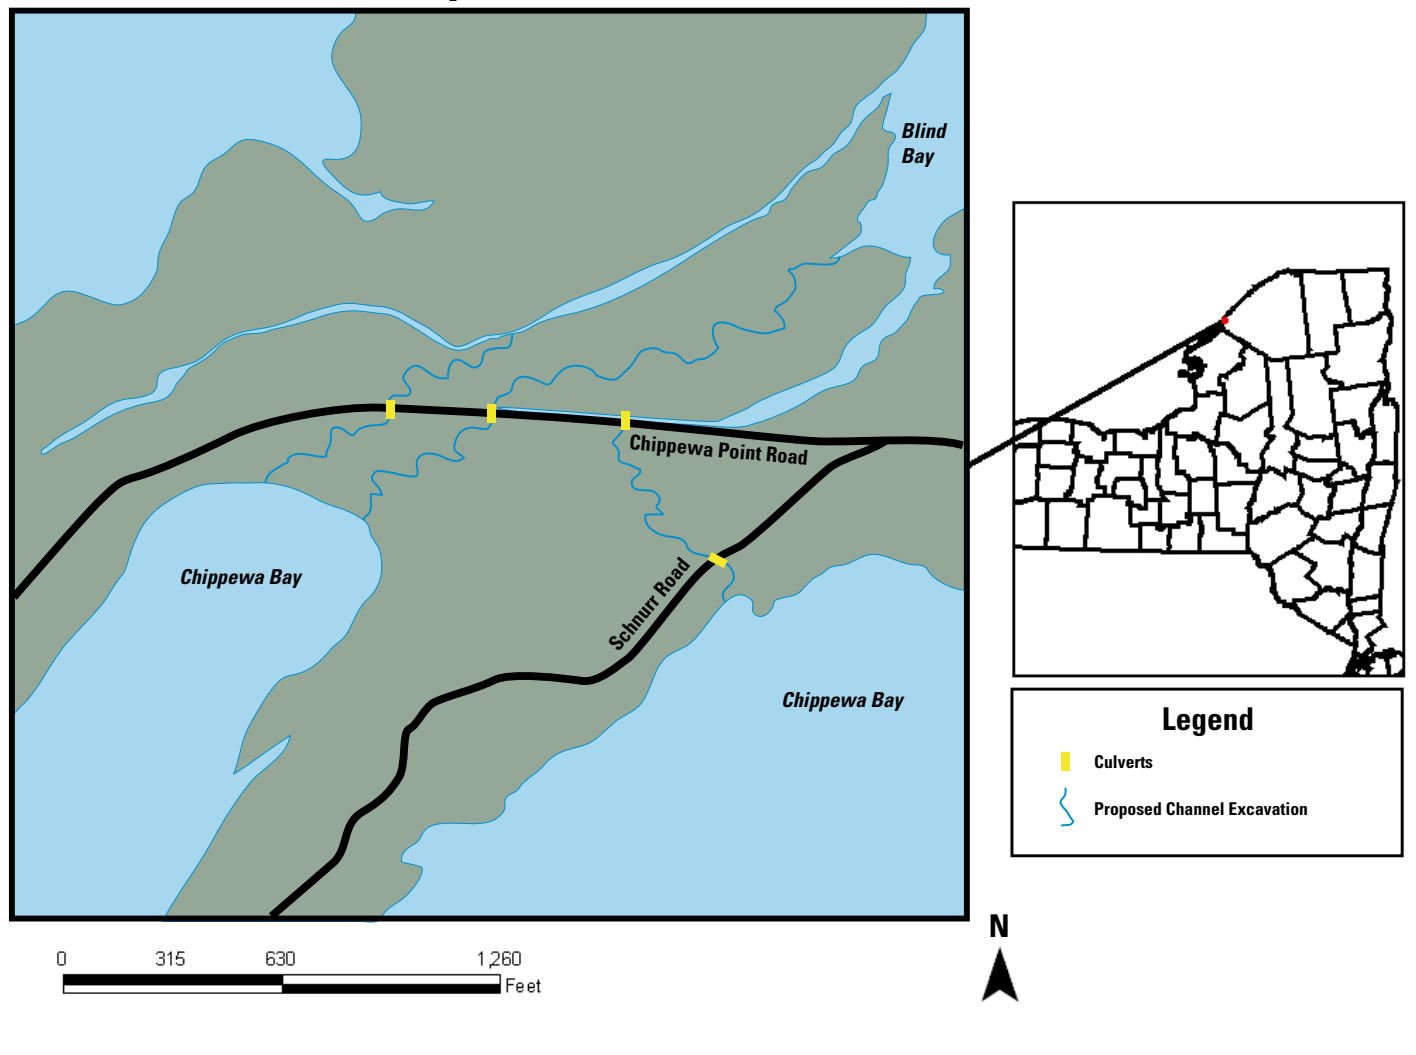 Blind
Bay
Chippewa Point Road
Chippewa Bay
Schnurr Road
Chippewa Bay
Legend
Culverts
Proposed Channel Excavation
N
0 315 630 1,260
Feet